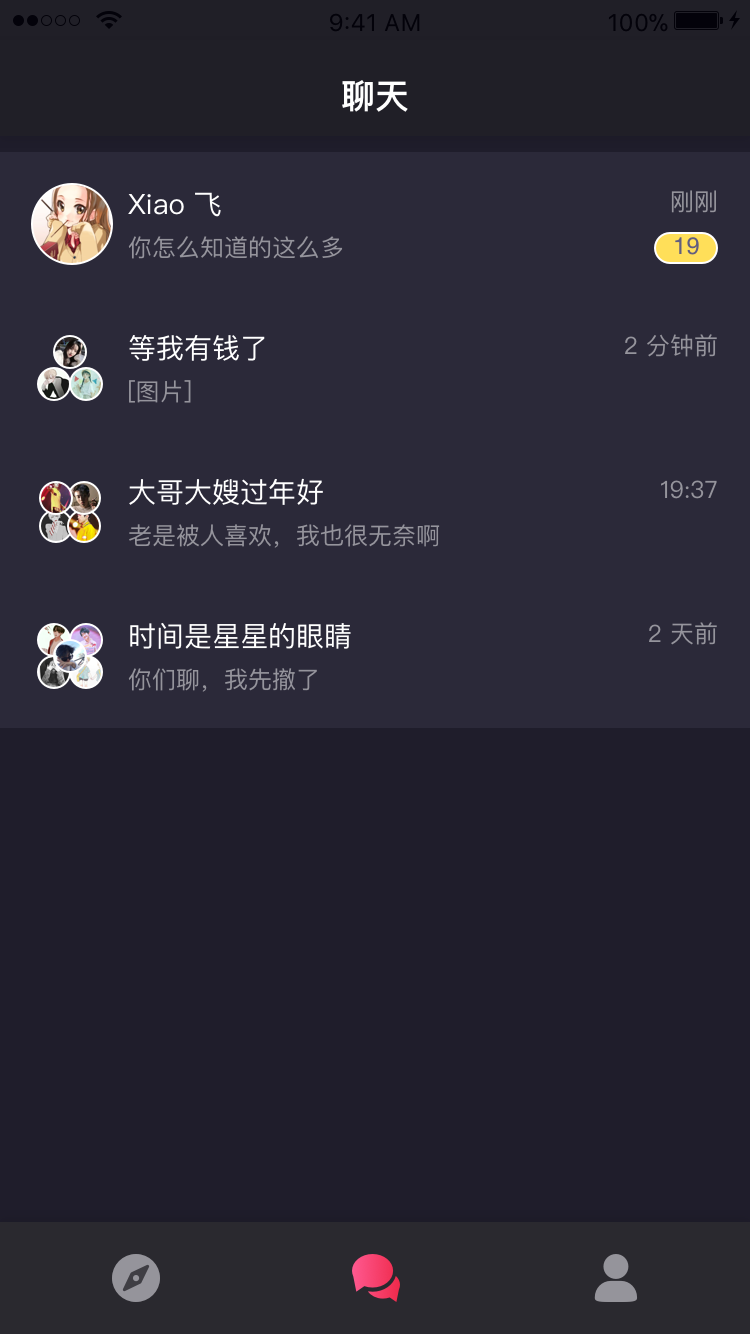 9:41 AM 100%
聊天
Xiao 飞 刚刚
你怎么知道的这么多 19
等我有钱了 2 分钟前
[图片]
大哥大嫂过年好 19:37
老是被人喜欢，我也很无奈啊
时间是星星的眼睛 2 天前
你们聊，我先撤了